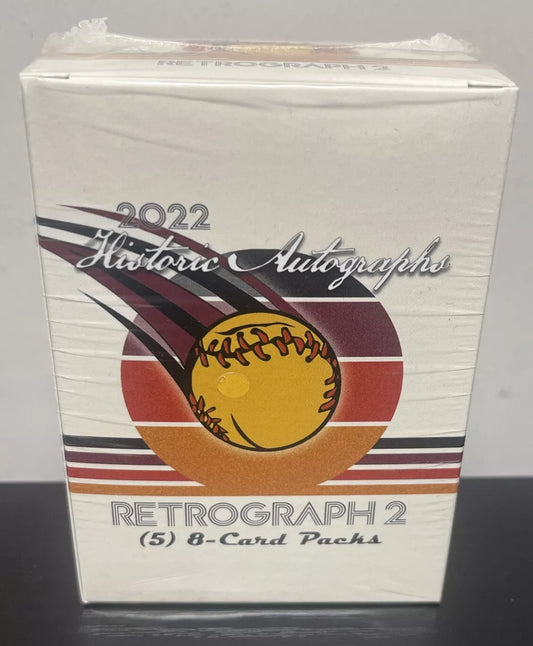 RETROGRAPH 2
2022
Historic Autographs
RETROGRAPH 2
(5) 8-Card Packs